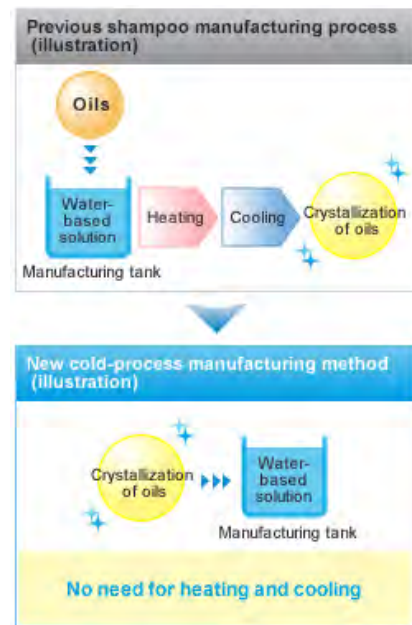 Previous shampoo manufacturing process
(illustration)
Oils
Water-
based
solution
Heating
Cooling
Crystallization
of oils
Manufacturing tank
New cold-process manufacturing method
(illustration)
Crystallization
of oils
Water-
based
solution
Manufacturing tank
No need for heating and cooling